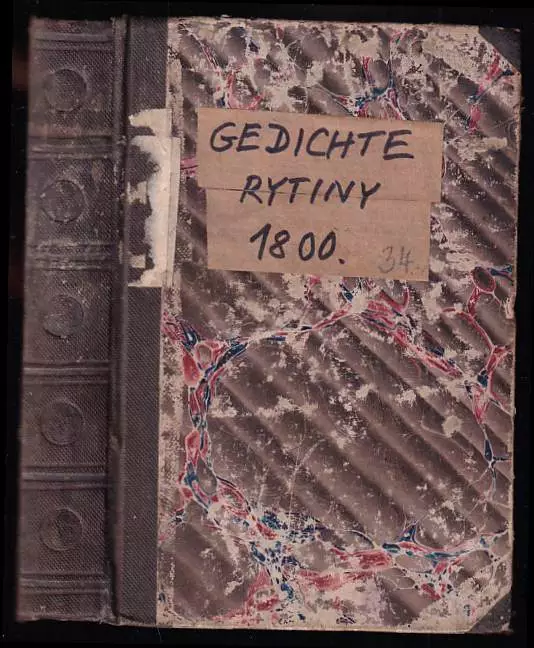 GEDICHTE
RYTINY
1800.
34.